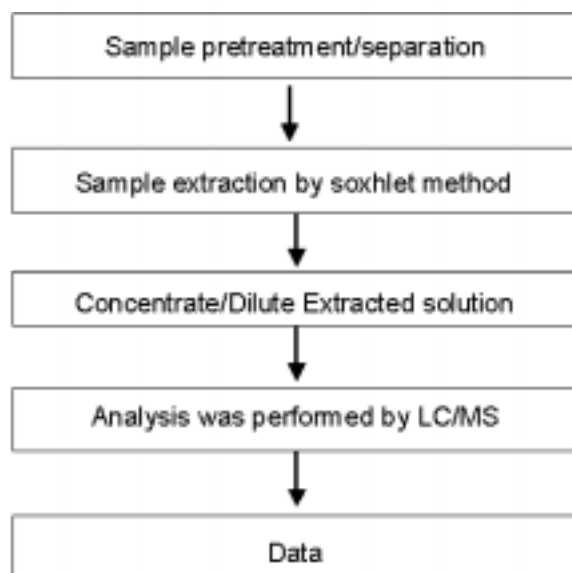 Sample pretreatment/separation
Sample extraction by soxhlet method
Concentrate/Dilute Extracted solution
Analysis was performed by LC/MS
Data